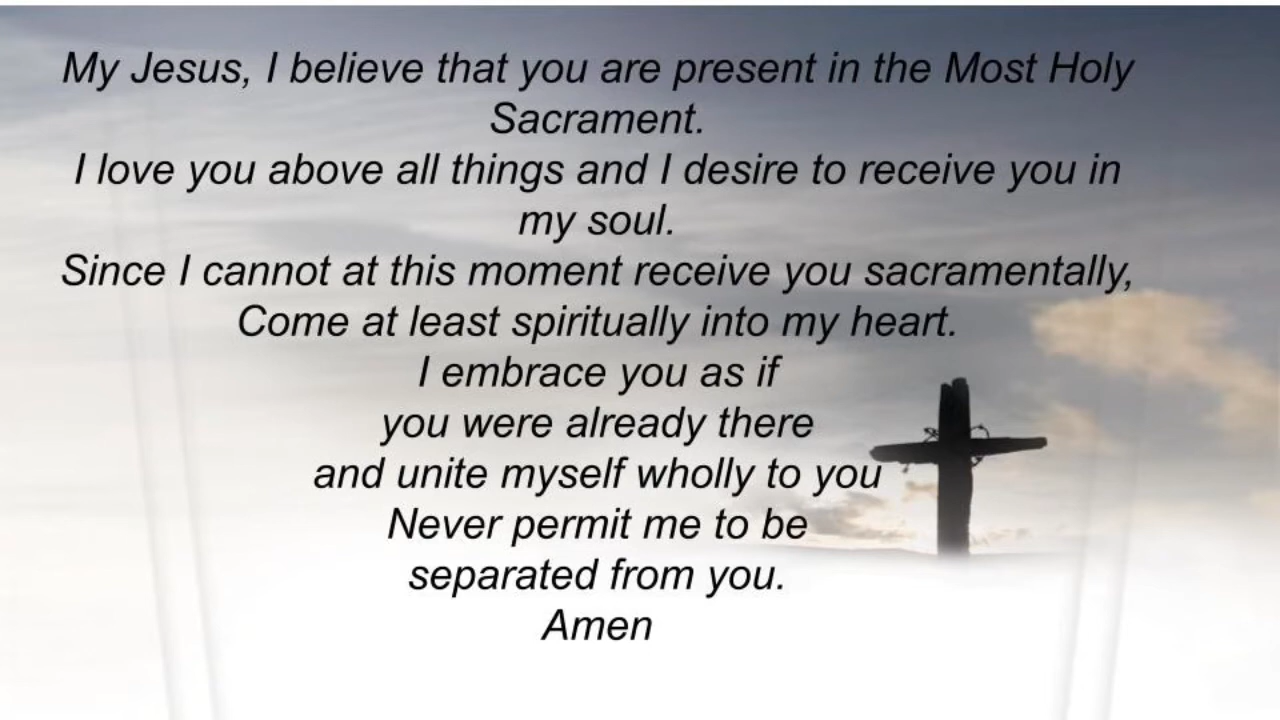 My Jesus, I believe that you are present in the Most Holy
Sacrament.
I love you above all things and I desire to receive you in
my soul.
Since I cannot at this moment receive you sacramentally,
Come at least spiritually into my heart.
I embrace you as if
you were already there
and unite myself wholly to you
Never permit me to be
separated from you.
Amen